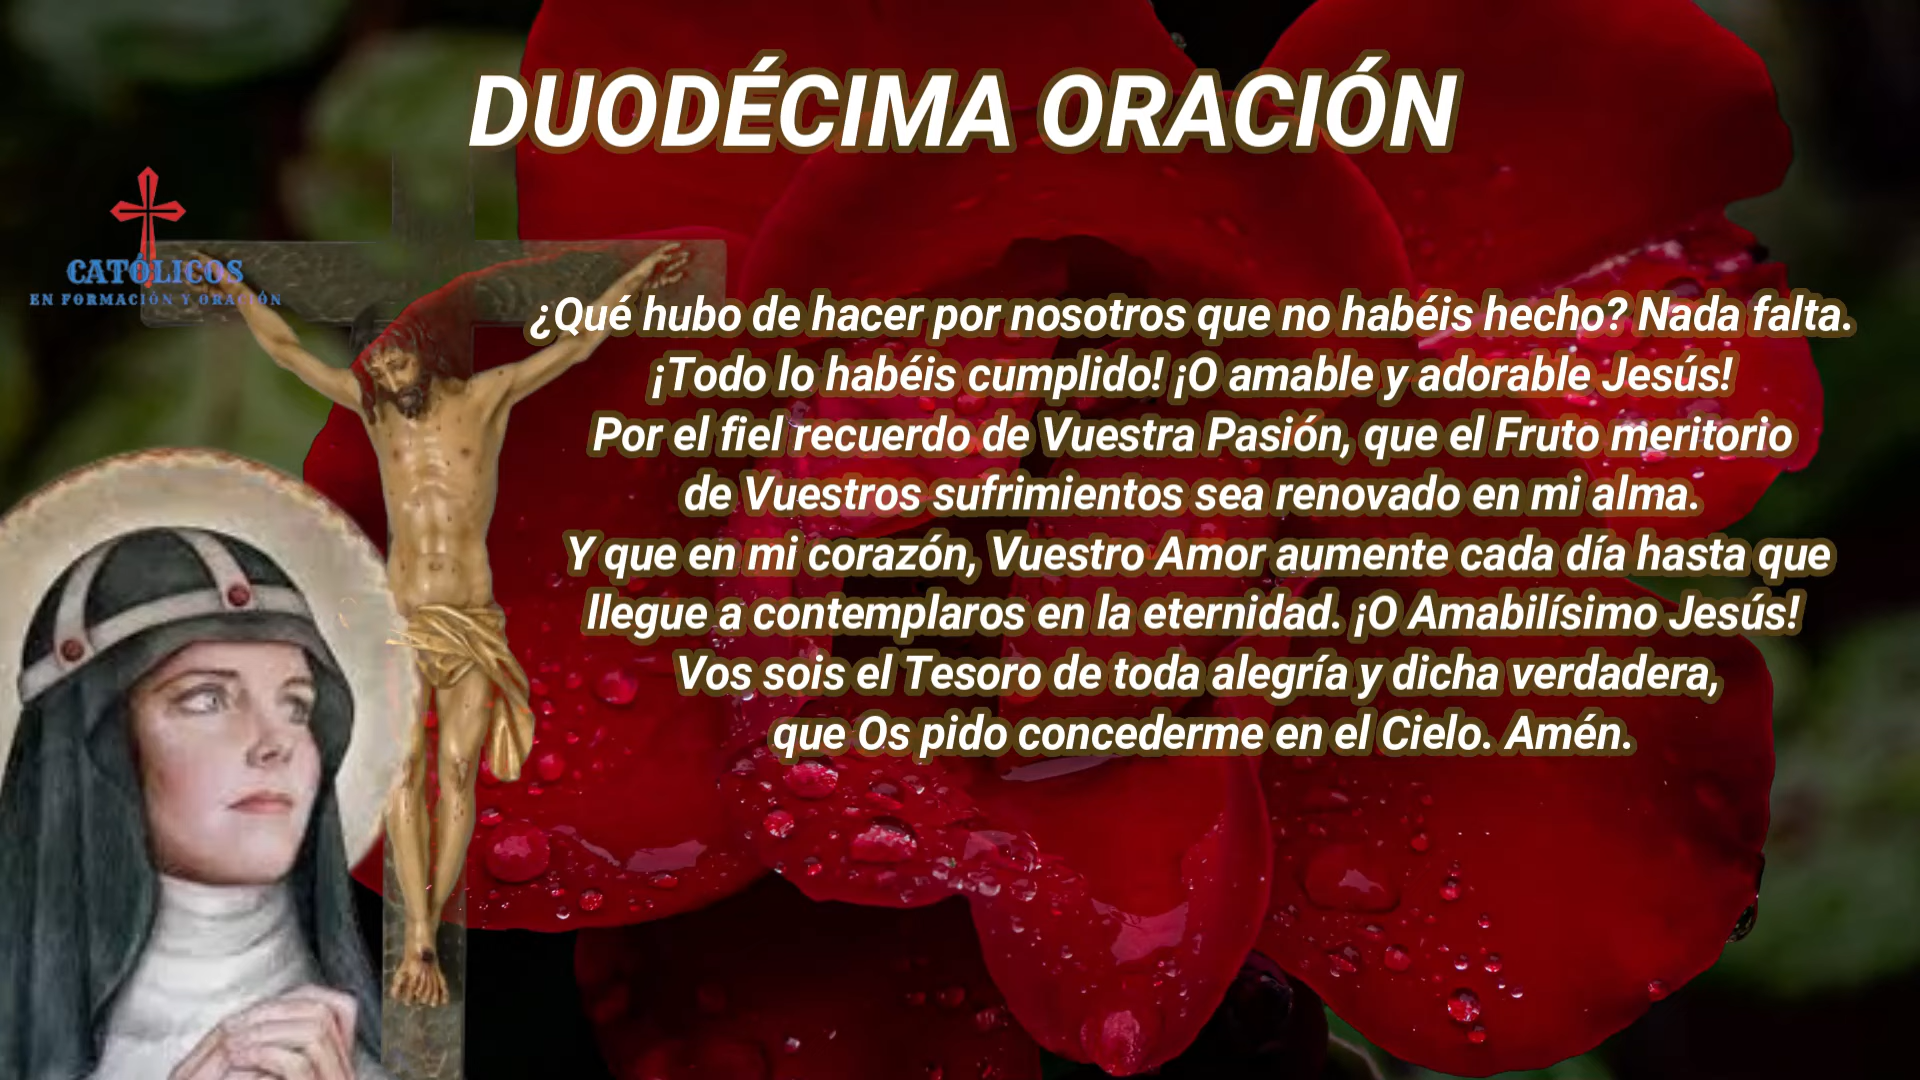 DUODÉCIMA ORACIÓN
CATÓLICOS
EN FORMACIÓN Y ORACIÓN
¿Qué hubo de hacer por nosotros que no habéis hecho? Nada falta.
¡Todo lo habéis cumplido! ¡O amable y adorable Jesús!
Por el fiel recuerdo de Vuestra Pasión, que el Fruto meritorio
de Vuestros sufrimientos sea renovado en mi alma.
Y que en mi corazón, Vuestro Amor aumente cada día hasta que
llegue a contemplaros en la eternidad. ¡O Amabilísimo Jesús!
Vos sois el Tesoro de toda alegría y dicha verdadera,
que Os pido concederme en el Cielo. Amén.